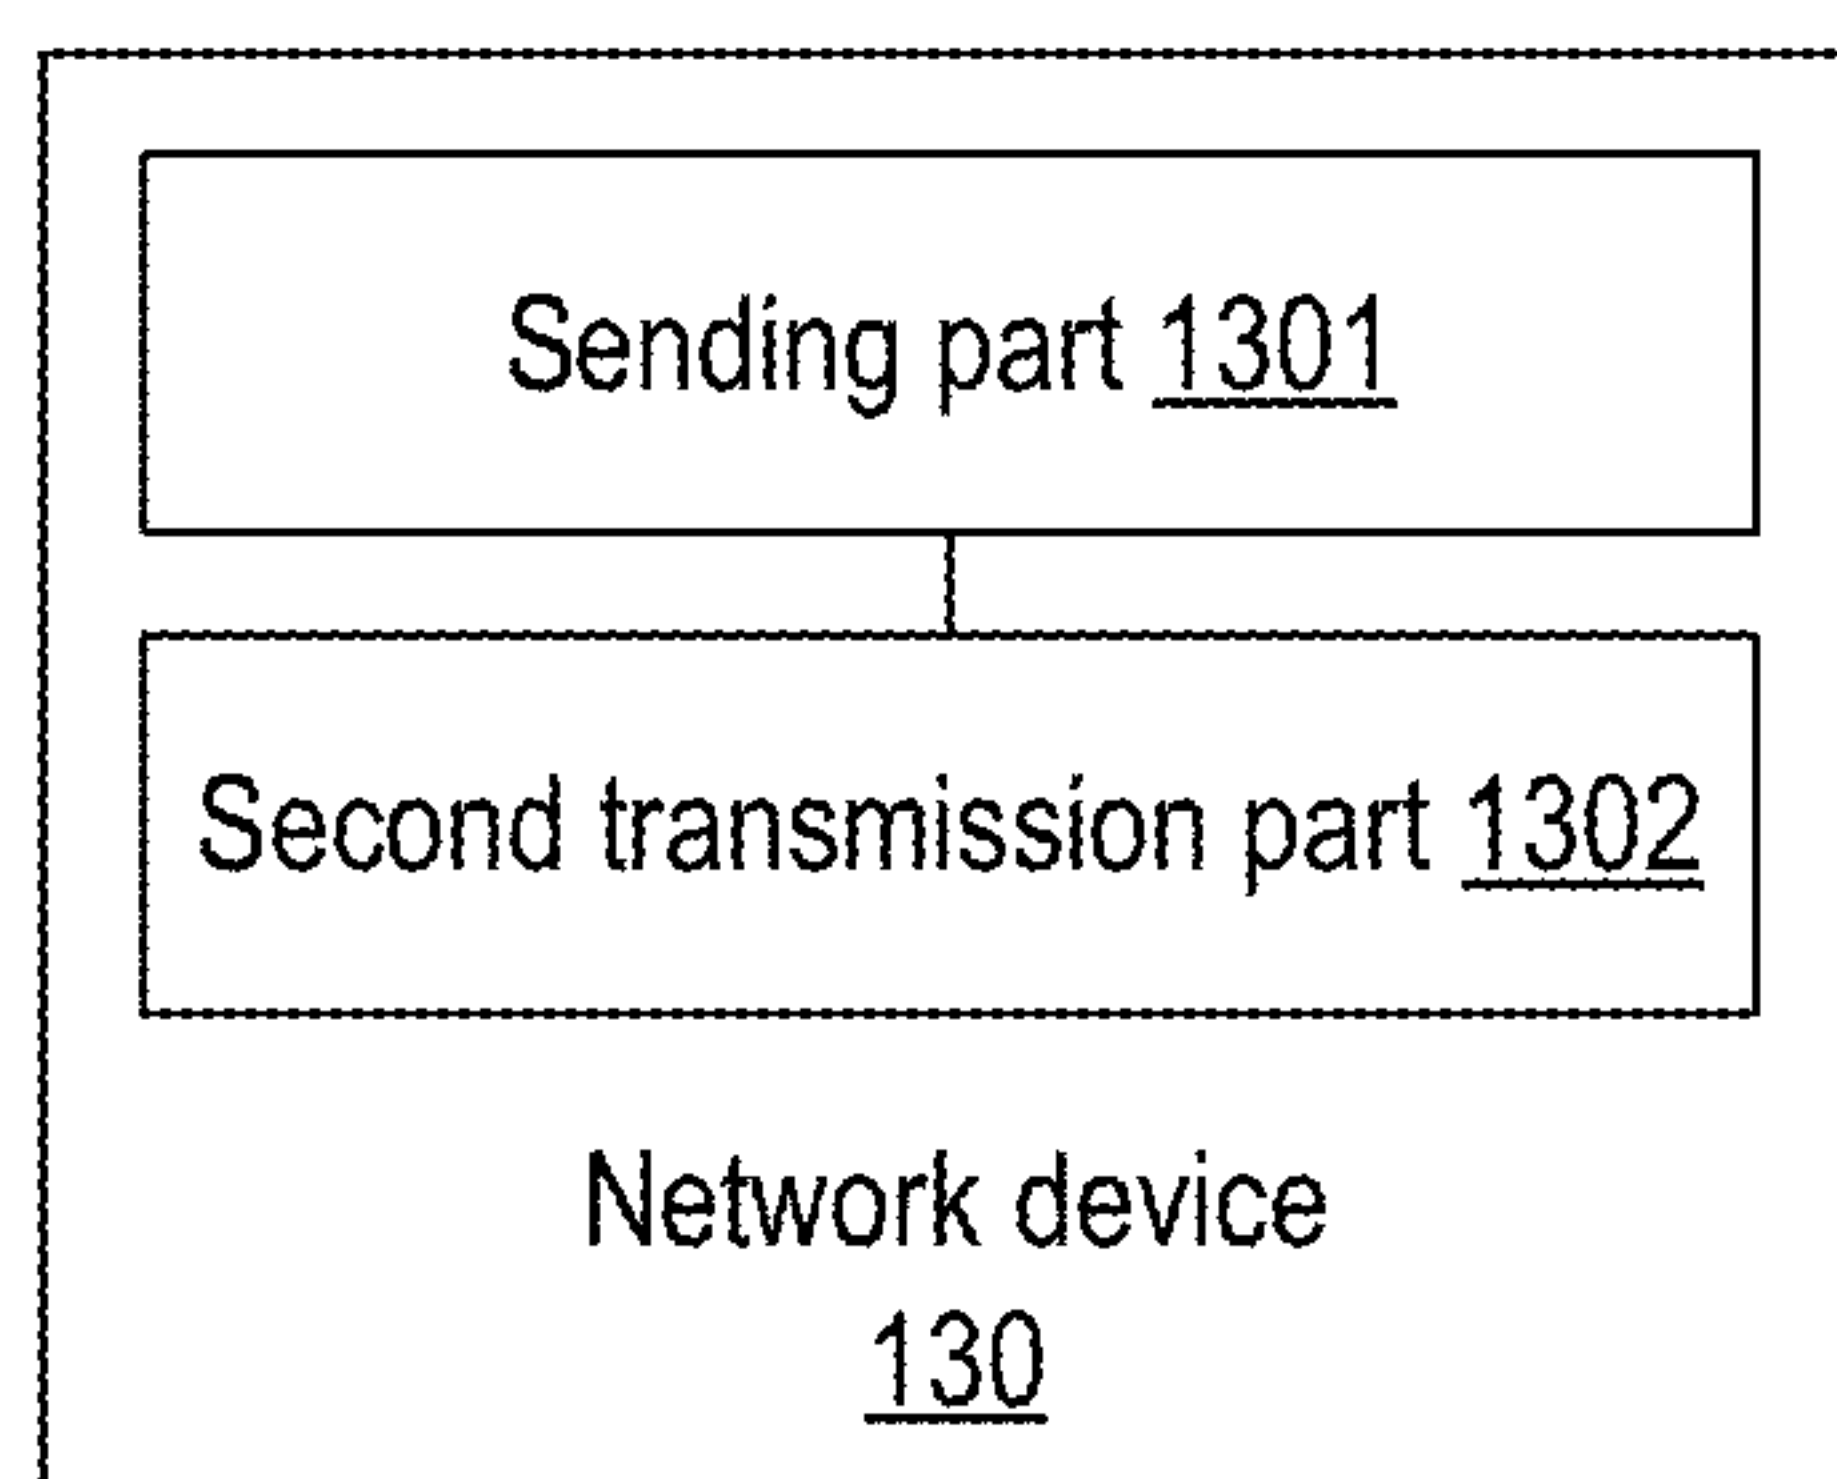 Sending part 1301
Second transmission part 1302
Network device
130